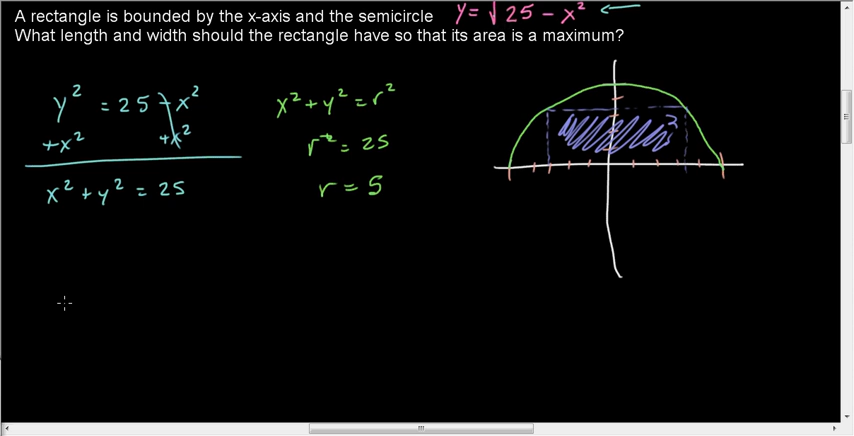 A rectangle is bounded by the x-axis and the semicircle y = √25 - x²
What length and width should the rectangle have so that its area is a maximum?
y² = 25 - x²
+x² +x²
x² + y² = 25
x² + y² = r²
r² = 25
r = 5